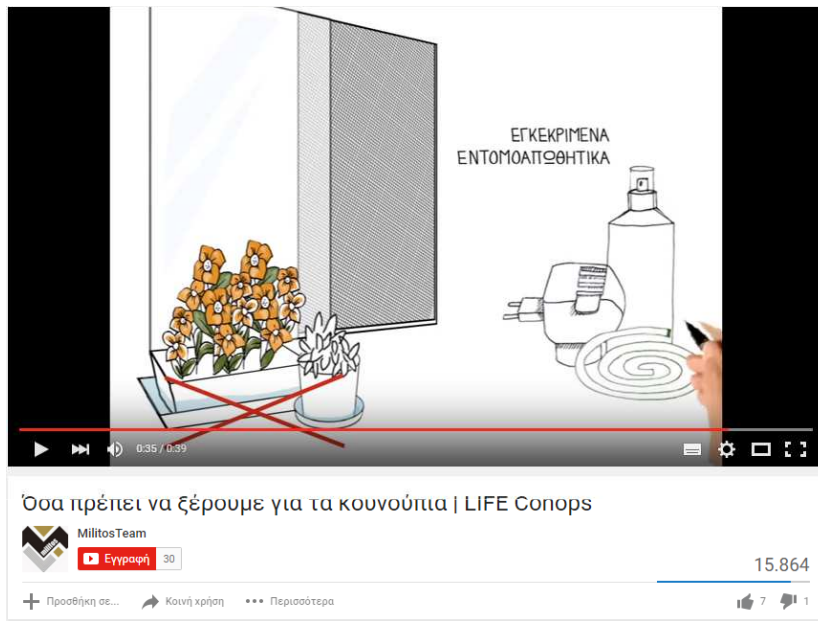 ΕΓΚΕΚΡΙΜΕΝΑ
ΕΝΤΟΜΟΑΠΩΘΗΤΙΚΑ
0:35 / 0:39
Όσα πρέπει να ξέρουμε για τα κουνούπια | LIFE Conops
militos
MilitosTeam
Εγγραφή 30
15.864
Προσθήκη σε... Κοινή χρήση Περισσότερα 7 1